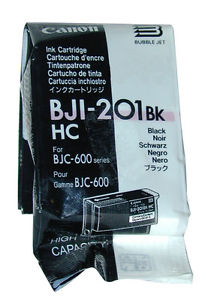 Canon
BUBBLE JET
Ink Cartridge
Cartouche d'encre
Tintenpatrone
Cartucho de tinta
Cartuccia inchiostro
インクカートリッジ
BJI-201BK
HC
Black
Noir
Schwarz
Negro
Nero
ブラック
For
BJC-600 series
Pour
Gamme BJC-600
HIGH
CAPACI